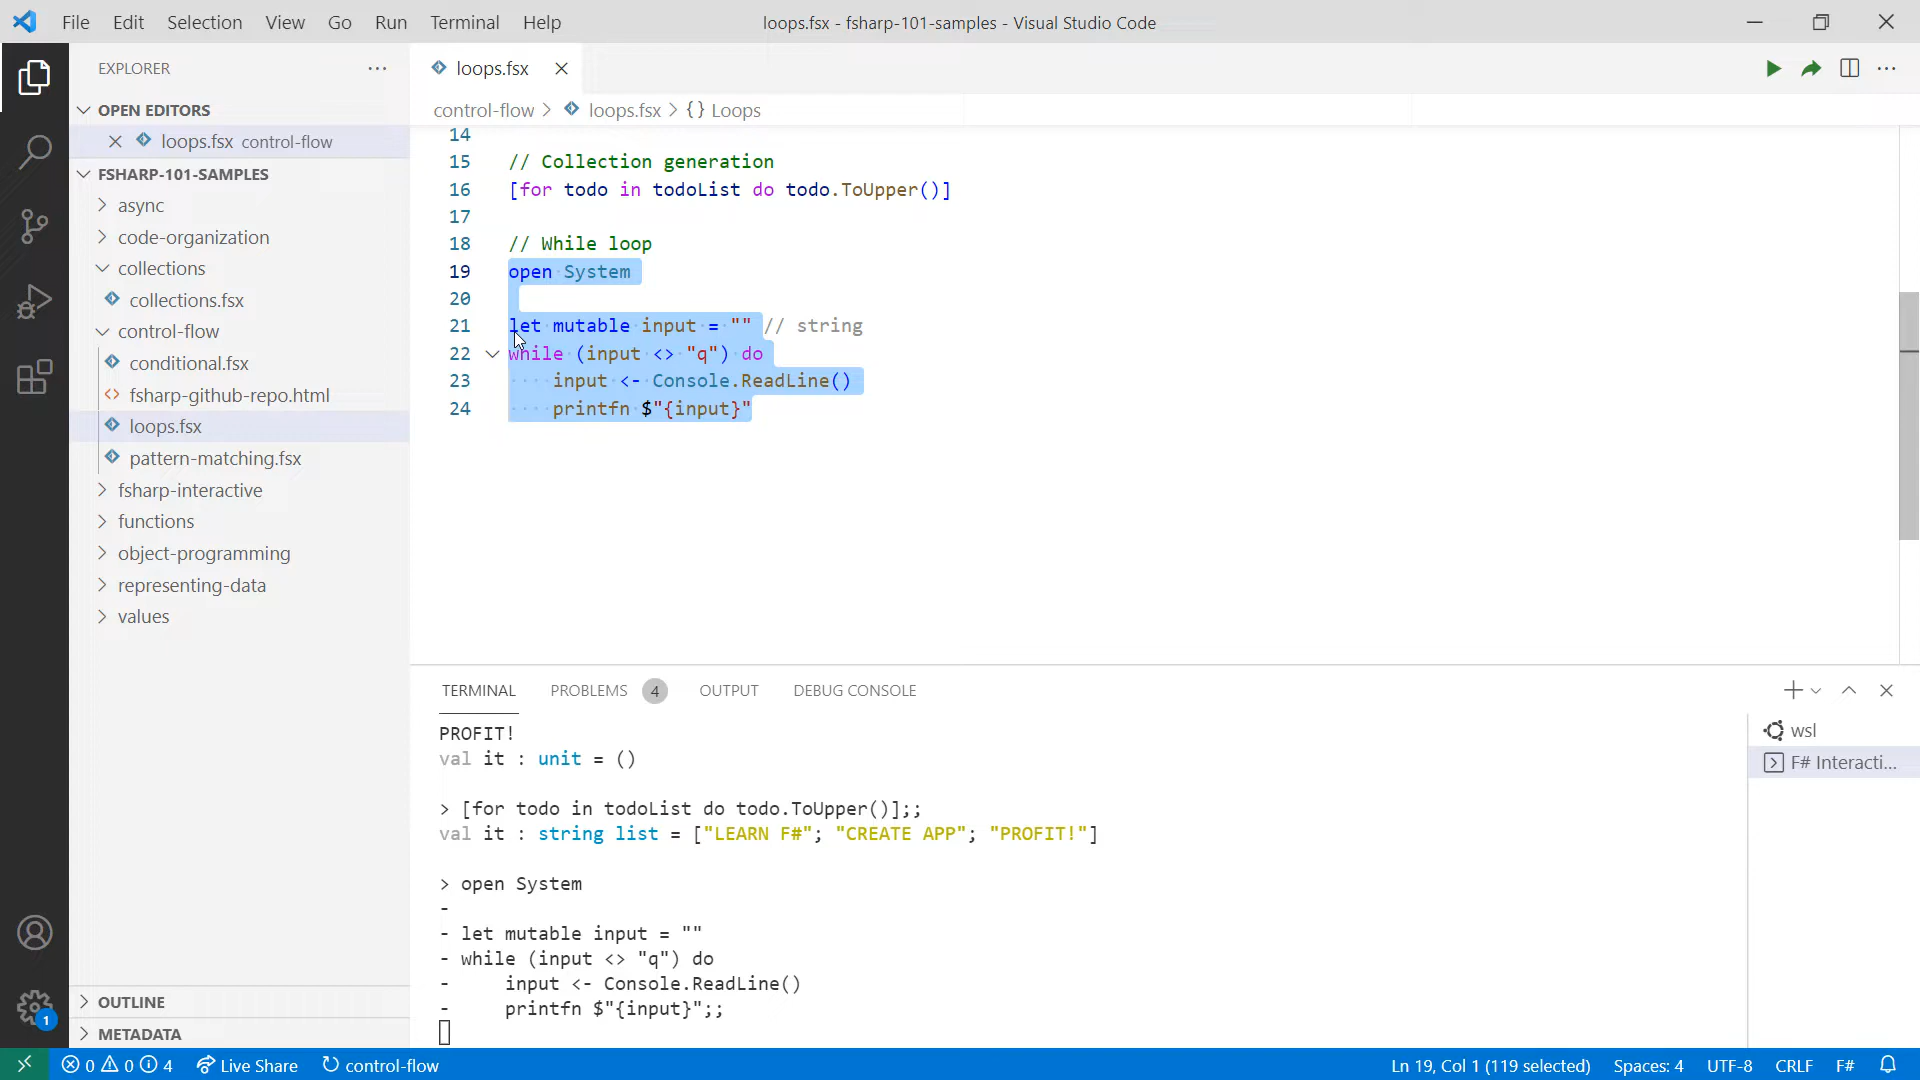 File Edit Selection View Go Run Terminal Help
loops.fsx - fsharp-101-samples - Visual Studio Code
EXPLORER
OPEN EDITORS
loops.fsx control-flow
FSHARP-101-SAMPLES
async
code-organization
collections
collections.fsx
control-flow
conditional.fsx
fsharp-github-repo.html
loops.fsx
pattern-matching.fsx
fsharp-interactive
functions
object-programming
representing-data
values
OUTLINE
METADATA
loops.fsx
control-flow > loops.fsx > {} Loops
14
15 // Collection generation
16 [for todo in todoList do todo.ToUpper()]
17
18 // While loop
19 open System
20
21 let mutable input = "" // string
22 while (input <> "q") do
23 input <- Console.ReadLine()
24 printfn $"{input}"
TERMINAL PROBLEMS 4 OUTPUT DEBUG CONSOLE
PROFIT!
val it : unit = ()
> [for todo in todoList do todo.ToUpper()];;
val it : string list = ["LEARN F#"; "CREATE APP"; "PROFIT!"]
> open System
-
- let mutable input = ""
- while (input <> "q") do
- input <- Console.ReadLine()
- printfn $"{input}";;
wsl
F# Interacti...
1
0 0 4 Live Share control-flow
Ln 19, Col 1 (119 selected) Spaces: 4 UTF-8 CRLF F#